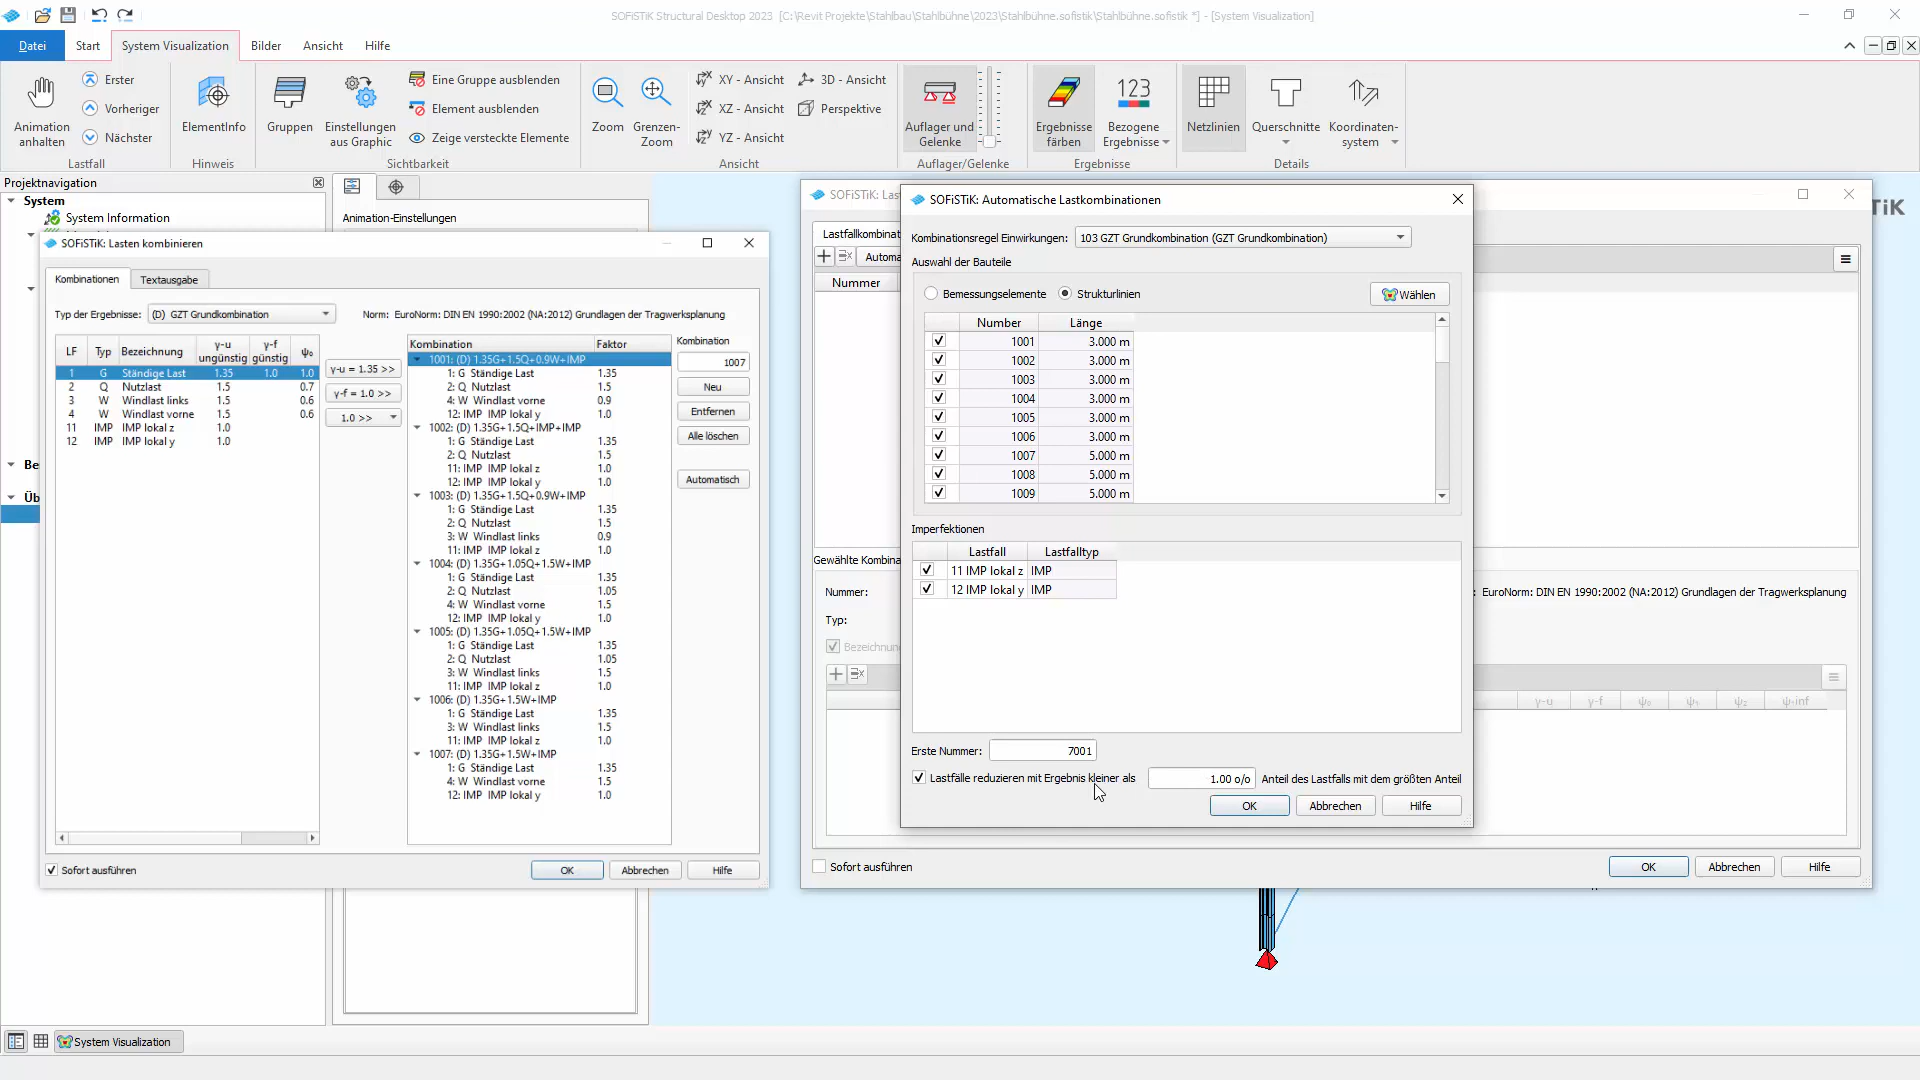 SOFiSTiK Structural Desktop 2023   [C:\Revit Projekte\Stahlbau\Stahlbühne\2023\Stahlbühne.sofistik\Stahlbühne.sofistik *] - [System Visualization]
Datei Start System Visualization Bilder Ansicht Hilfe
Animation anhalten
Erster
Vorheriger
Nächster
Lastfall
ElementInfo
Hinweis
Gruppen
Einstellungen aus Graphic
Eine Gruppe ausblenden
Element ausblenden
Zeige versteckte Elemente
Sichtbarkeit
Zoom
Grenzen-Zoom
XY - Ansicht
XZ - Ansicht
YZ - Ansicht
3D - Ansicht
Perspektive
Ansicht
Auflager und Gelenke
Auflager/Gelenke
Ergebnisse färben
123
Bezogene Ergebnisse
Ergebnisse
Netzlinien
Querschnitte
Koordinaten-system
Details
Projektnavigation
System
System Information
Be
Üb
Animation-Einstellungen
SOFiSTiK: Lasten kombinieren
Kombinationen Textausgabe
Typ der Ergebnisse: (D) GZT Grundkombination
Norm: EuroNorm: DIN EN 1990:2002 (NA:2012) Grundlagen der Tragwerksplanung
LF Typ Bezeichnung γ-u ungünstig γ-f günstig ψ₀
1 G Ständige Last 1.35 1.0 1.0
2 Q Nutzlast 1.5 0.7
3 W Windlast links 1.5 0.6
4 W Windlast vorne 1.5 0.6
11 IMP IMP lokal z 1.0
12 IMP IMP lokal y 1.0
γ-u = 1.35 >>
γ-f = 1.0 >>
1.0 >>
Kombination Faktor
1001: (D) 1.35G+1.5Q+0.9W+IMP
1: G Ständige Last 1.35
2: Q Nutzlast 1.5
4: W Windlast vorne 0.9
12: IMP IMP lokal y 1.0
1002: (D) 1.35G+1.5Q+IMP+IMP
1: G Ständige Last 1.35
2: Q Nutzlast 1.5
11: IMP IMP lokal z 1.0
12: IMP IMP lokal y 1.0
1003: (D) 1.35G+1.5Q+0.9W+IMP
1: G Ständige Last 1.35
2: Q Nutzlast 1.5
3: W Windlast links 0.9
11: IMP IMP lokal z 1.0
1004: (D) 1.35G+1.05Q+1.5W+IMP
1: G Ständige Last 1.35
2: Q Nutzlast 1.05
4: W Windlast vorne 1.5
12: IMP IMP lokal y 1.0
1005: (D) 1.35G+1.05Q+1.5W+IMP
1: G Ständige Last 1.35
2: Q Nutzlast 1.05
3: W Windlast links 1.5
11: IMP IMP lokal z 1.0
1006: (D) 1.35G+1.5W+IMP
1: G Ständige Last 1.35
3: W Windlast links 1.5
11: IMP IMP lokal z 1.0
1007: (D) 1.35G+1.5W+IMP
1: G Ständige Last 1.35
4: W Windlast vorne 1.5
12: IMP IMP lokal y 1.0
Kombination
1007
Neu
Entfernen
Alle löschen
Automatisch
Sofort ausführen
OK Abbrechen Hilfe
SOFiSTiK: Las
TiK
Lastfallkombinat
Automa
Nummer
Gewählte Kombina
Nummer:
: EuroNorm: DIN EN 1990:2002 (NA:2012) Grundlagen der Tragwerksplanung
Typ:
Bezeichnun
γ-u γ-f ψ₀ ψ₁ ψ₂ ψ-inf
Sofort ausführen
OK Abbrechen Hilfe
SOFiSTiK: Automatische Lastkombinationen
Kombinationsregel Einwirkungen: 103 GZT Grundkombination (GZT Grundkombination)
Auswahl der Bauteile
Bemessungselemente Strukturlinien Wählen
Number Länge
1001 3.000 m
1002 3.000 m
1003 3.000 m
1004 3.000 m
1005 3.000 m
1006 3.000 m
1007 5.000 m
1008 5.000 m
1009 5.000 m
Imperfektionen
Lastfall Lastfalltyp
11 IMP lokal z IMP
12 IMP lokal y IMP
Erste Nummer: 7001
Lastfälle reduzieren mit Ergebnis kleiner als 1.00 o/o Anteil des Lastfalls mit dem größten Anteil
OK Abbrechen Hilfe
System Visualization